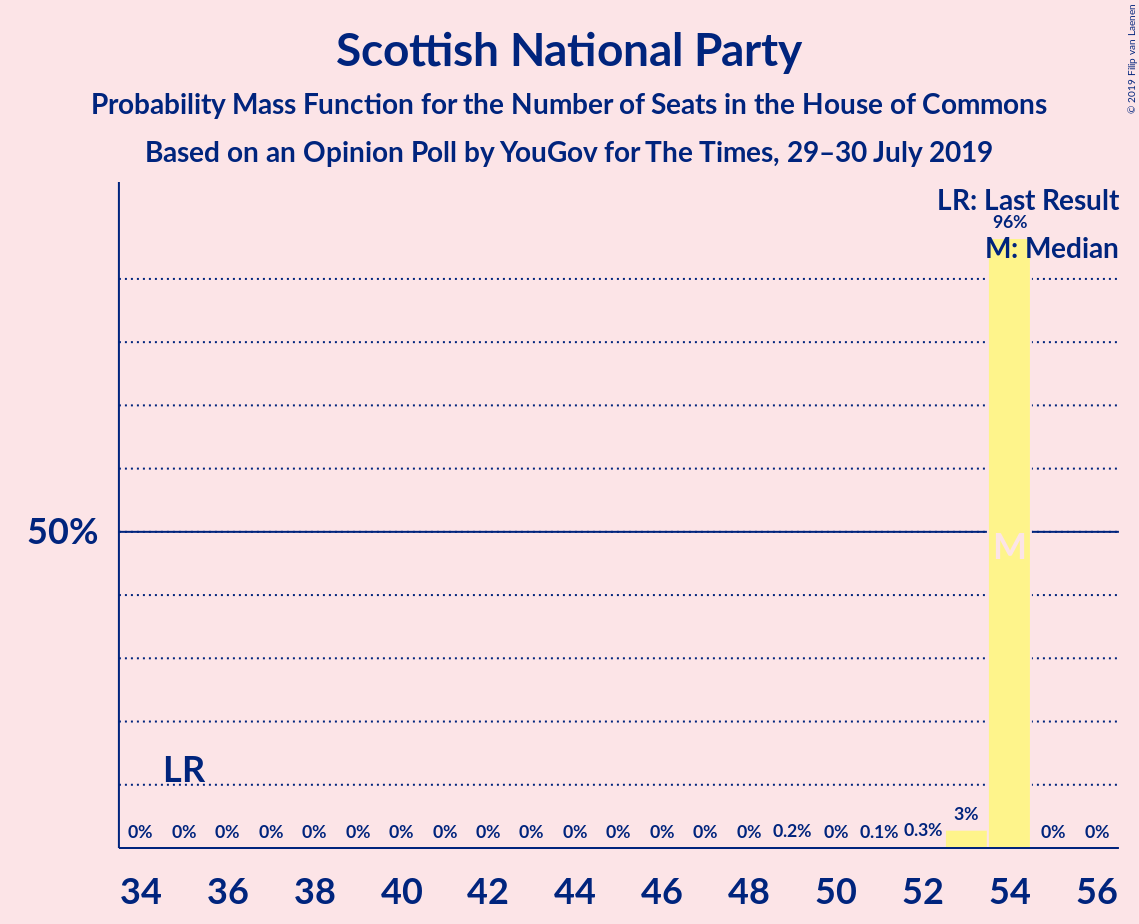 Scottish National Party
Probability Mass Function for the Number of Seats in the House of Commons
Based on an Opinion Poll by YouGov for The Times, 29–30 July 2019
© 2019 Filip van Laenen
LR: Last Result
96%
M: Median
50%
M
LR
0% 0% 0% 0% 0% 0% 0% 0% 0% 0% 0% 0% 0% 0% 0% 0.2% 0% 0.1% 0.3% 3% 0% 0%
34 36 38 40 42 44 46 48 50 52 54 56